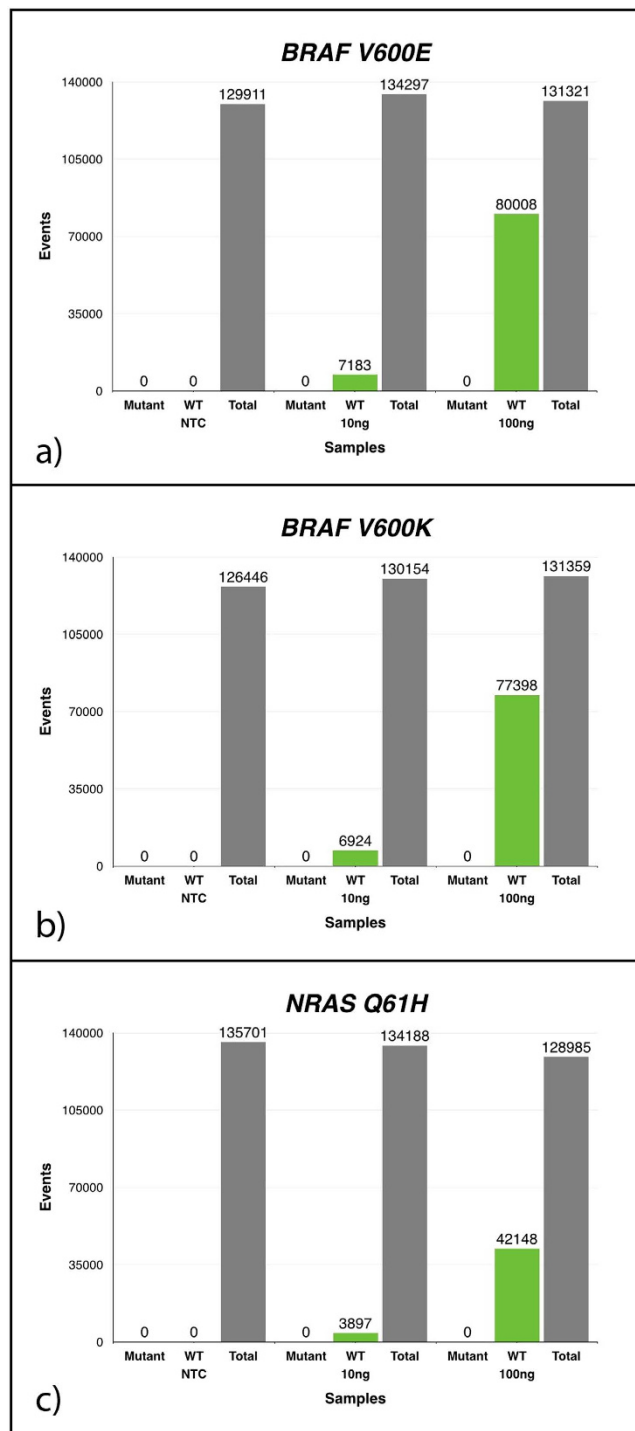 BRAF V600E
140000
105000
70000
35000
0
Events
129911
134297
131321
80008
7183
0 0 0 0
Mutant WT Total Mutant WT Total Mutant WT Total
NTC 10ng 100ng
Samples
a)
BRAF V600K
140000
105000
70000
35000
0
Events
126446
130154
131359
77398
6924
0 0 0 0
Mutant WT Total Mutant WT Total Mutant WT Total
NTC 10ng 100ng
Samples
b)
NRAS Q61H
140000
105000
70000
35000
0
Events
135701
134188
128985
42148
3897
0 0 0 0
Mutant WT Total Mutant WT Total Mutant WT Total
NTC 10ng 100ng
Samples
c)